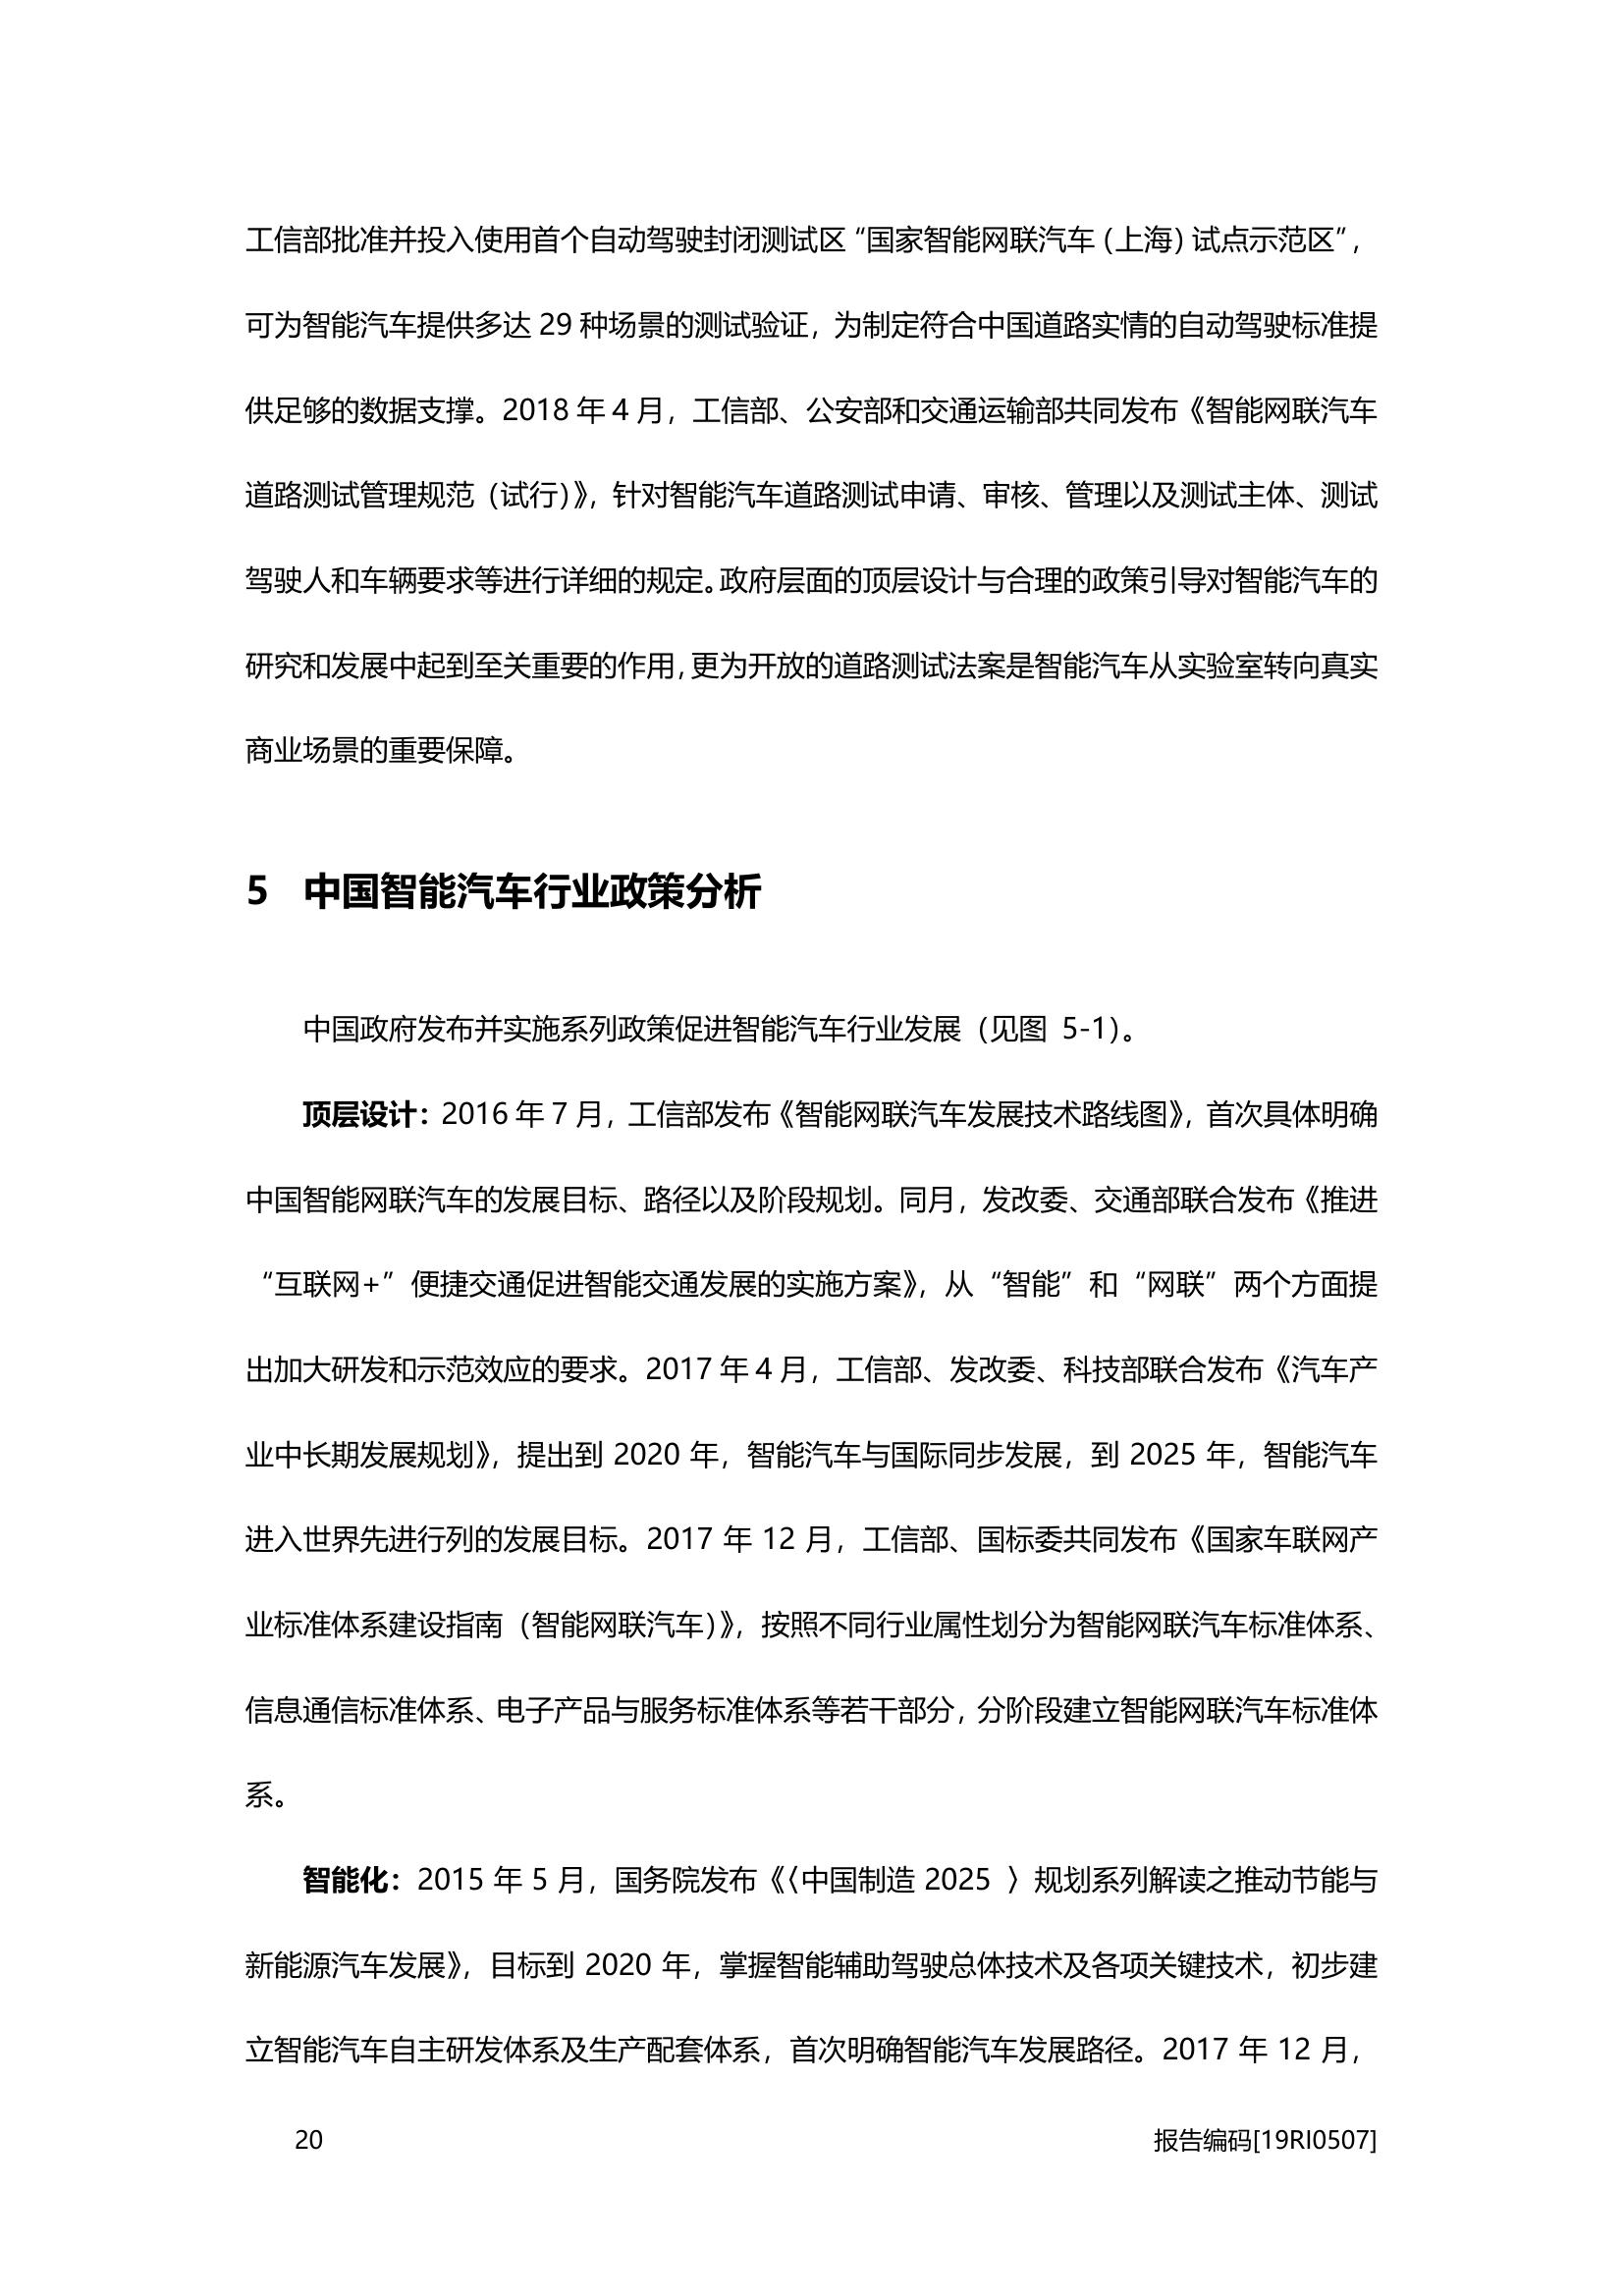 工信部批准并投入使用首个自动驾驶封闭测试区“国家智能网联汽车（上海）试点示范区”，
可为智能汽车提供多达 29 种场景的测试验证，为制定符合中国道路实情的自动驾驶标准提
供足够的数据支撑。2018 年 4 月，工信部、公安部和交通运输部共同发布《智能网联汽车
道路测试管理规范（试行）》，针对智能汽车道路测试申请、审核、管理以及测试主体、测试
驾驶人和车辆要求等进行详细的规定。政府层面的顶层设计与合理的政策引导对智能汽车的
研究和发展中起到至关重要的作用，更为开放的道路测试法案是智能汽车从实验室转向真实
商业场景的重要保障。
5 中国智能汽车行业政策分析
中国政府发布并实施系列政策促进智能汽车行业发展（见图 5-1）。
顶层设计：2016 年 7 月，工信部发布《智能网联汽车发展技术路线图》，首次具体明确
中国智能网联汽车的发展目标、路径以及阶段规划。同月，发改委、交通部联合发布《推进
“互联网+”便捷交通促进智能交通发展的实施方案》，从“智能”和“网联”两个方面提
出加大研发和示范效应的要求。2017 年 4 月，工信部、发改委、科技部联合发布《汽车产
业中长期发展规划》，提出到 2020 年，智能汽车与国际同步发展，到 2025 年，智能汽车
进入世界先进行列的发展目标。2017 年 12 月，工信部、国标委共同发布《国家车联网产
业标准体系建设指南（智能网联汽车）》，按照不同行业属性划分为智能网联汽车标准体系、
信息通信标准体系、电子产品与服务标准体系等若干部分，分阶段建立智能网联汽车标准体
系。
智能化：2015 年 5 月，国务院发布《〈中国制造 2025 〉规划系列解读之推动节能与
新能源汽车发展》，目标到 2020 年，掌握智能辅助驾驶总体技术及各项关键技术，初步建
立智能汽车自主研发体系及生产配套体系，首次明确智能汽车发展路径。2017 年 12 月，
20 报告编码[19RI0507]